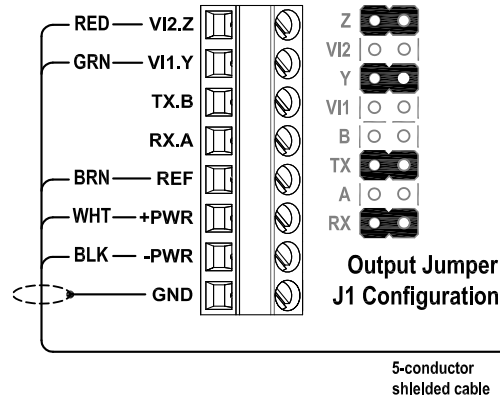 RED VI2.Z
GRN VI1.Y
TX.B
RX.A
BRN REF
WHT +PWR
BLK -PWR
GND
Z
VI2
Y
VI1
B
TX
A
RX
Output Jumper
J1 Configuration
5-conductor
shielded cable